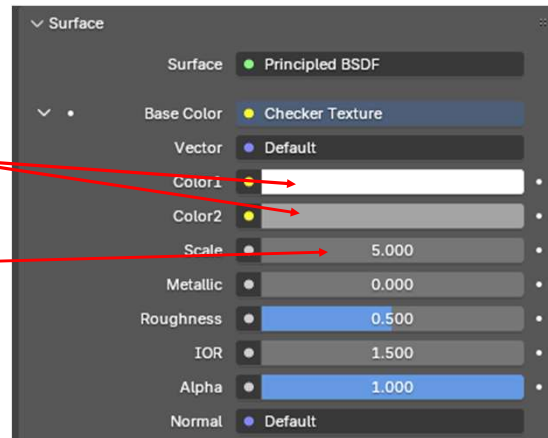 Surface
Surface Principled BSDF
Base Color Checker Texture
Vector Default
Color1
Color2
Scale 5.000
Metallic 0.000
Roughness 0.500
IOR 1.500
Alpha 1.000
Normal Default